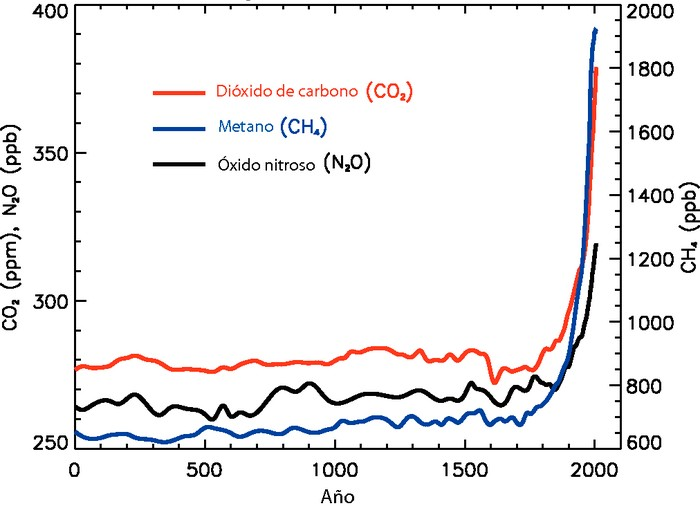 400
350
300
250
CO₂ (ppm), N₂O (ppb)
Dióxido de carbono (CO₂)
Metano (CH₄)
Óxido nitroso (N₂O)
2000
1800
1600
1400
1200
1000
800
600
CH₄ (ppb)
0 500 1000 1500 2000
Año